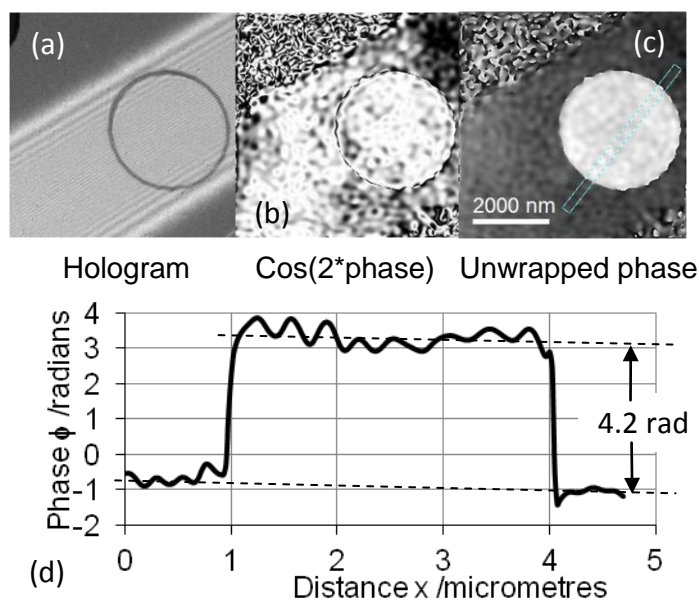 (a)
(b)
(c)
2000 nm
Hologram Cos(2*phase) Unwrapped phase
4
3
2
1
0
-1
-2
Phase ϕ /radians
4.2 rad
0 1 2 3 4 5
(d)
Distance x /micrometres